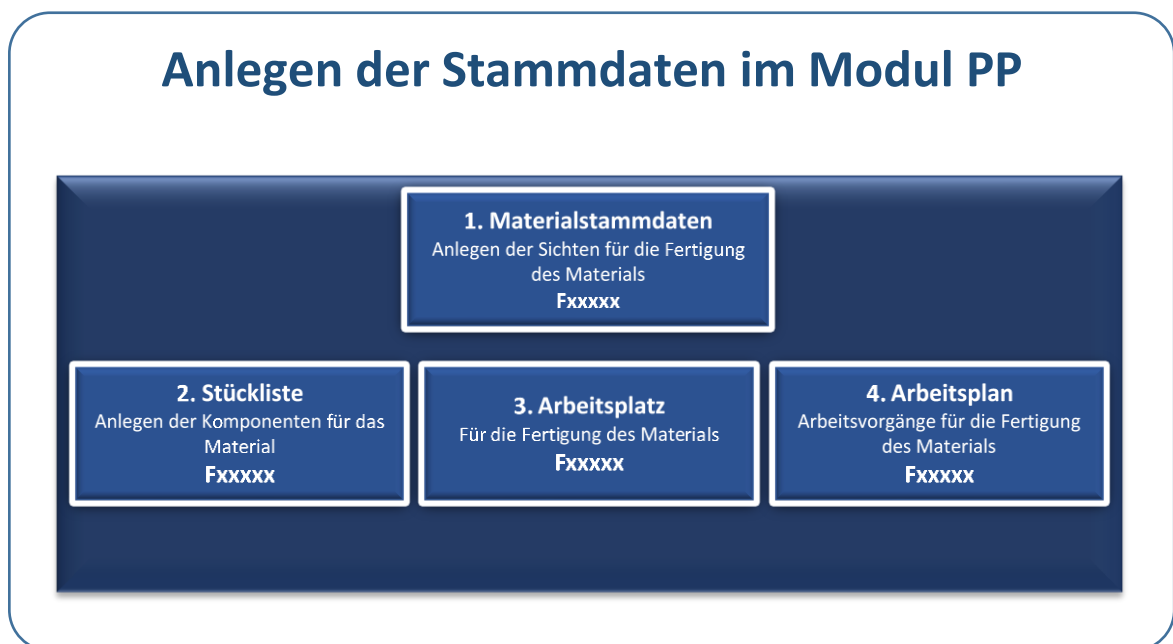 Anlegen der Stammdaten im Modul PP
1. Materialstammdaten
Anlegen der Sichten für die Fertigung
des Materials
Fxxxxx
2. Stückliste
Anlegen der Komponenten für das
Material
Fxxxxx
3. Arbeitsplatz
Für die Fertigung des Materials
Fxxxxx
4. Arbeitsplan
Arbeitsvorgänge für die Fertigung
des Materials
Fxxxxx